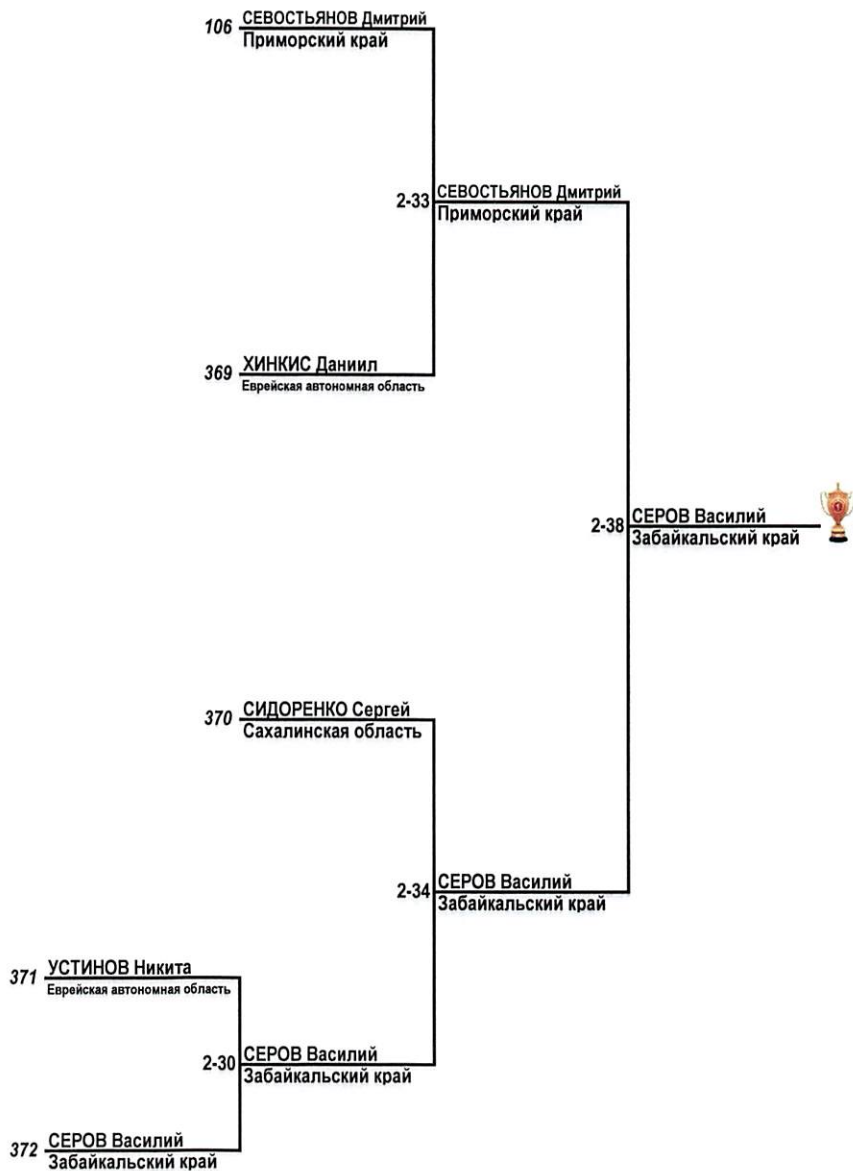 106 СЕВОСТЬЯНОВ Дмитрий
Приморский край
2-33 СЕВОСТЬЯНОВ Дмитрий
Приморский край
369 ХИНКИС Даниил
Еврейская автономная область
2-38 СЕРОВ Василий
Забайкальский край
370 СИДОРЕНКО Сергей
Сахалинская область
2-34 СЕРОВ Василий
Забайкальский край
371 УСТИНОВ Никита
Еврейская автономная область
2-30 СЕРОВ Василий
Забайкальский край
372 СЕРОВ Василий
Забайкальский край